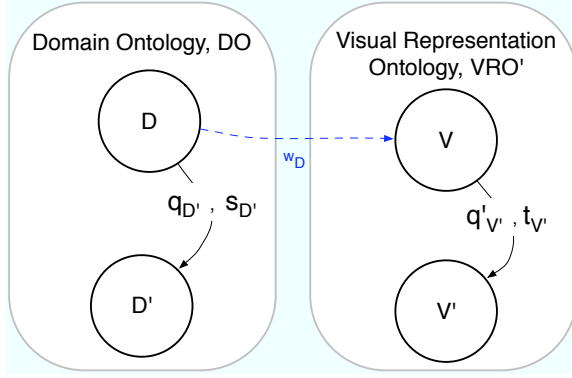 Domain Ontology, DO
Visual Representation
Ontology, VRO'
D
V
w_D
q_D' , s_D'
q'_V' , t_V'
D'
V'